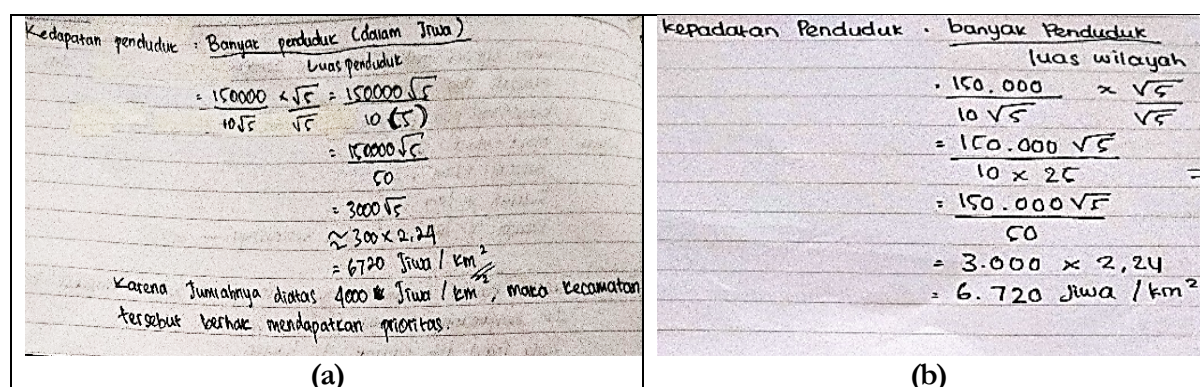 Kedapatan penduduk : Banyak penduduk (dalam Jiwa)
Luas penduduk
= 150000 × √5 = 150000 √5
10√5 √5 10 (5)
= 150000 √5
50
= 3000 √5
≈ 300 × 2,24
= 6720 Jiwa / km²
Karena Jumlahnya diatas 4000 Jiwa / km², maka kecamatan
tersebut berhak mendapatkan prioritas.
(a)
kepadatan Penduduk . banyak Penduduk
luas wilayah
. 150.000 × √5
10 √5 √5
= 150.000 √5
10 × 25 =
= 150.000 √5
50
= 3.000 × 2,24
= 6.720 Jiwa / km²
(b)